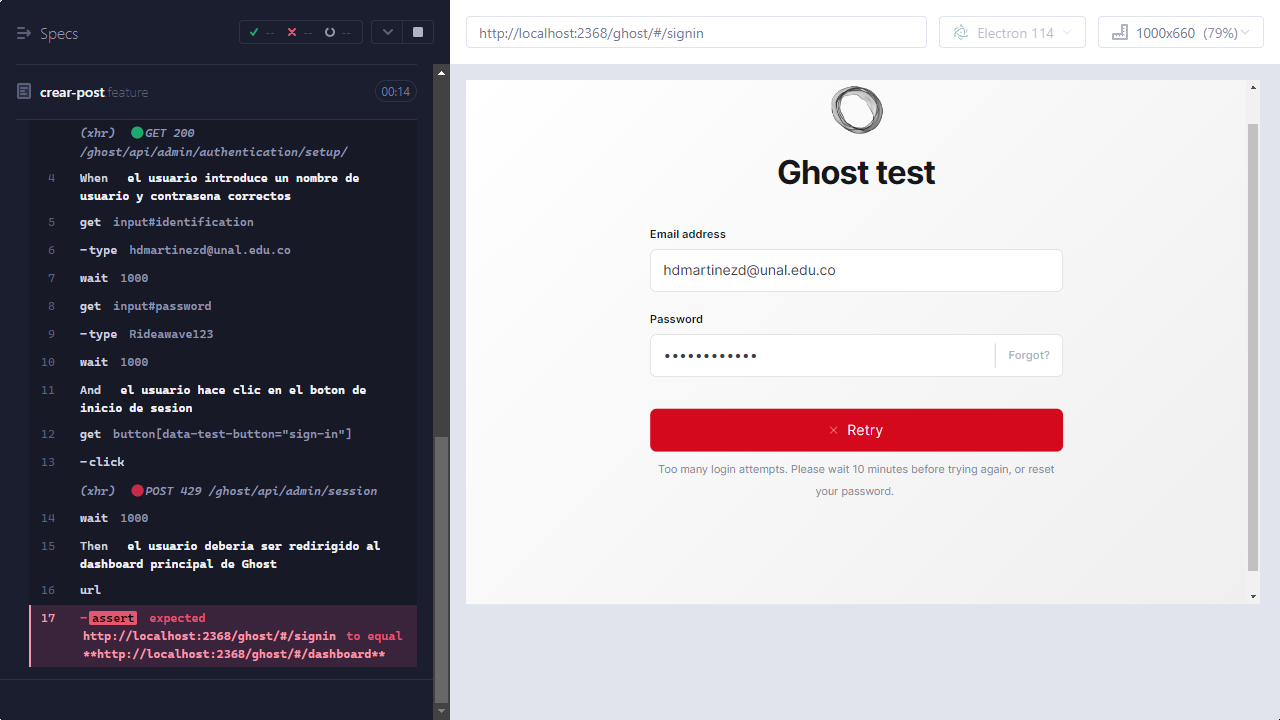 Specs
-- -- --
crear-post.feature
00:14
(xhr) GET 200
/ghost/api/admin/authentication/setup/
4 When el usuario introduce un nombre de
usuario y contrasena correctos
5 get input#identification
6 -type hdmartinezd@unal.edu.co
7 wait 1000
8 get input#password
9 -type Rideawave123
10 wait 1000
11 And el usuario hace clic en el boton de
inicio de sesion
12 get button[data-test-button="sign-in"]
13 -click
(xhr) POST 429 /ghost/api/admin/session
14 wait 1000
15 Then el usuario deberia ser redirigido al
dashboard principal de Ghost
16 url
17 -assert expected
http://localhost:2368/ghost/#/signin to equal
**http://localhost:2368/ghost/#/dashboard**
http://localhost:2368/ghost/#/signin
Electron 114
1000x660 (79%)
Ghost test
Email address
hdmartinezd@unal.edu.co
Password
••••••••••••
Forgot?
Retry
Too many login attempts. Please wait 10 minutes before trying again, or reset
your password.